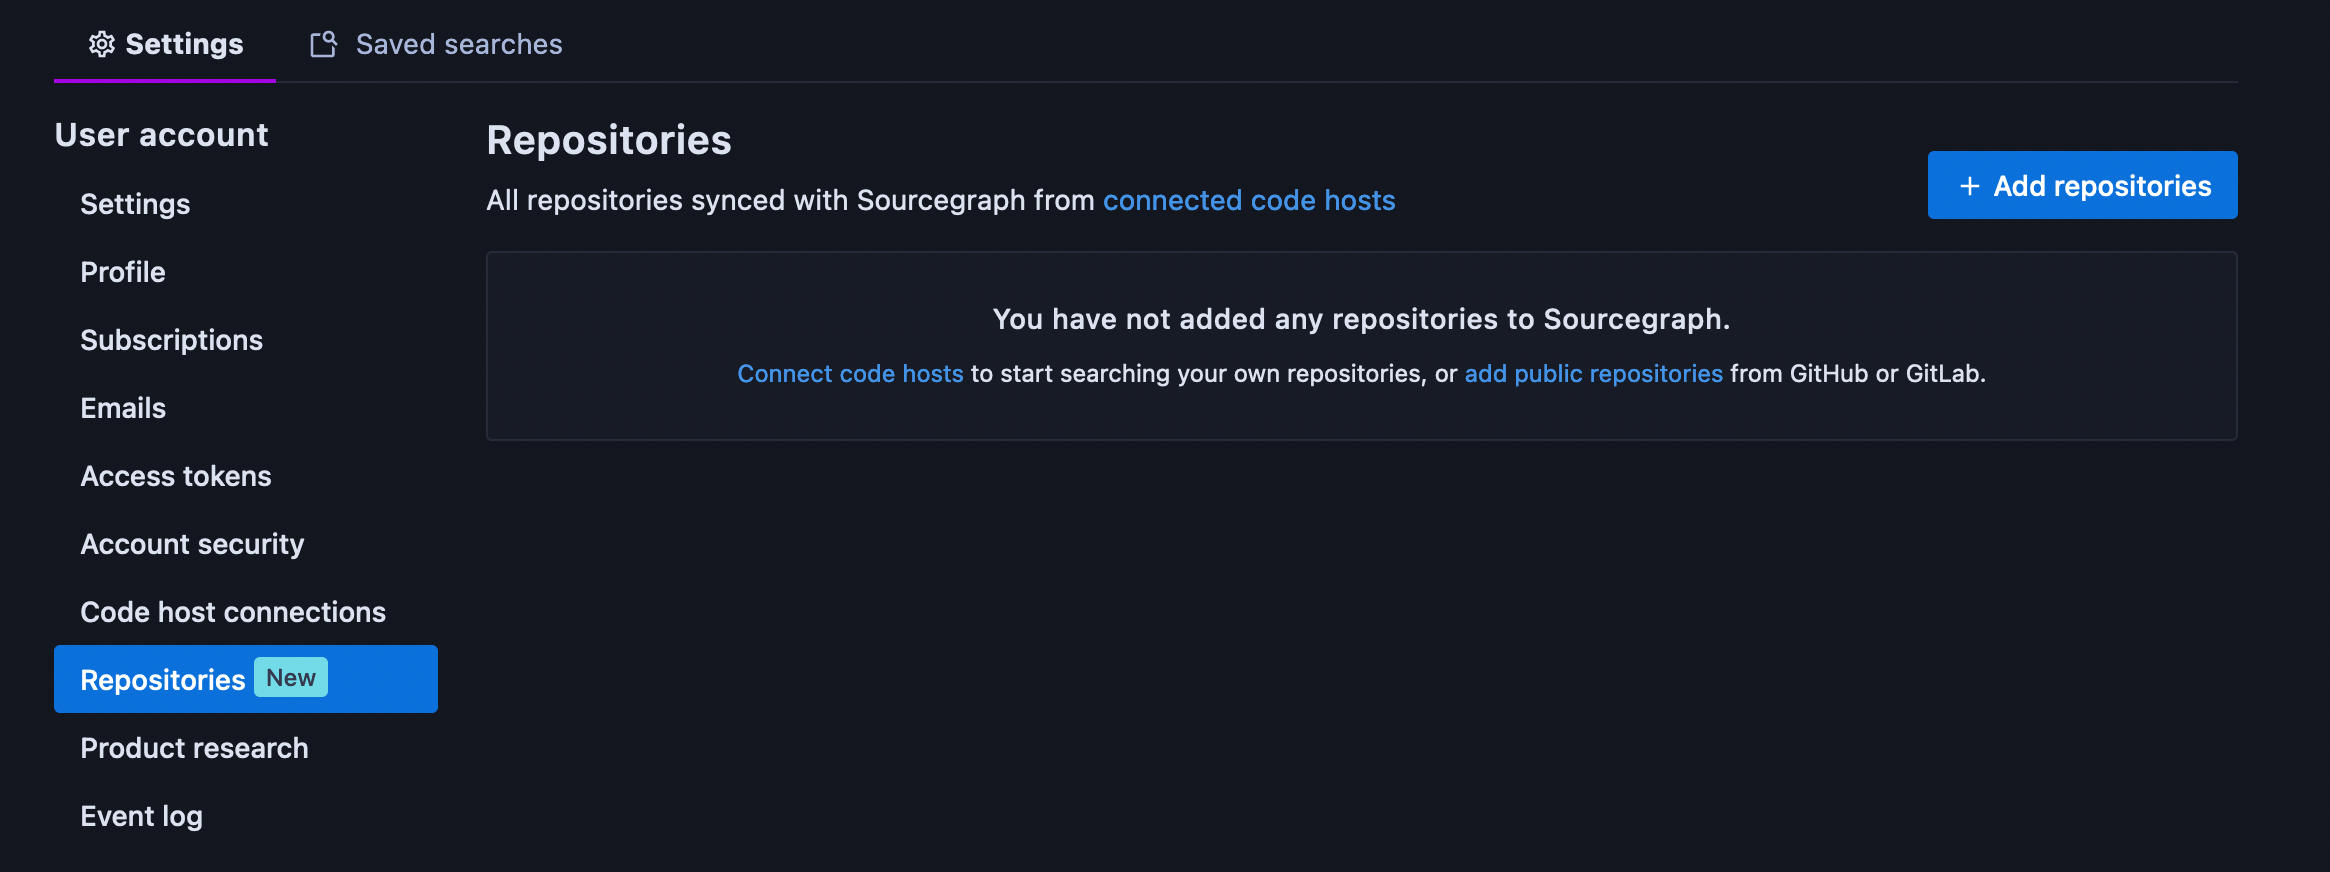 Settings
Saved searches
User account
Settings
Profile
Subscriptions
Emails
Access tokens
Account security
Code host connections
Repositories New
Product research
Event log
Repositories
All repositories synced with Sourcegraph from connected code hosts
+ Add repositories
You have not added any repositories to Sourcegraph.
Connect code hosts to start searching your own repositories, or add public repositories from GitHub or GitLab.